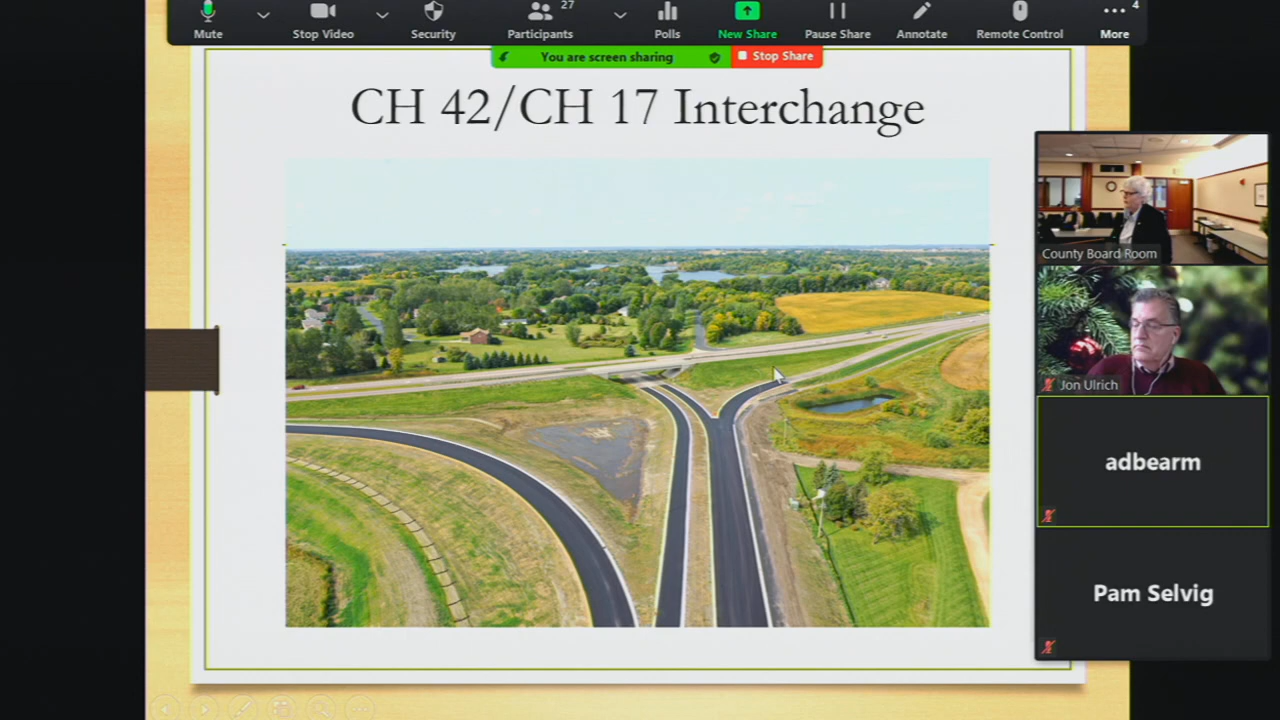 27
4
Mute
Stop Video
Security
Participants
Polls
New Share
Pause Share
Annotate
Remote Control
More
You are screen sharing
Stop Share
CH 42/CH 17 Interchange
County Board Room
Jon Ulrich
adbearm
Pam Selvig